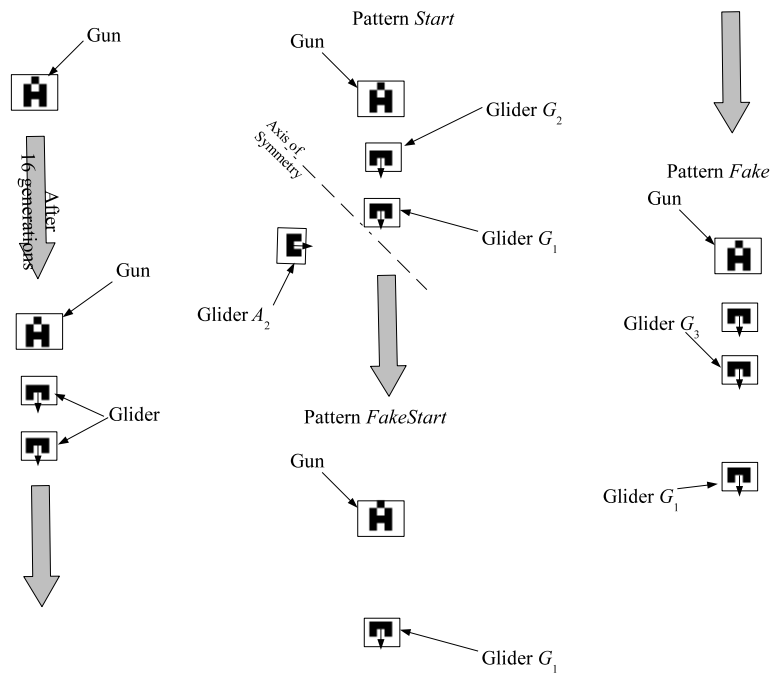 Gun
After
16 generations
Gun
Glider
Pattern Start
Gun
Glider G2
Axis of
Symmetry
Glider G1
Glider A2
Pattern FakeStart
Gun
Glider G1
Pattern Fake
Gun
Glider G3
Glider G1